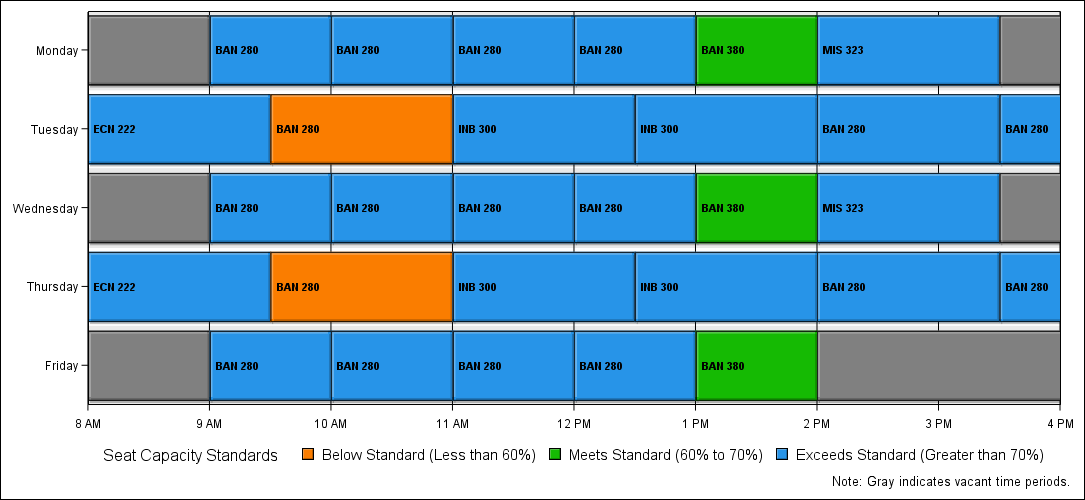 Monday BAN 280 BAN 280 BAN 280 BAN 280 BAN 380 MIS 323
Tuesday ECN 222 BAN 280 INB 300 INB 300 BAN 280 BAN 280
Wednesday BAN 280 BAN 280 BAN 280 BAN 280 BAN 380 MIS 323
Thursday ECN 222 BAN 280 INB 300 INB 300 BAN 280 BAN 280
Friday BAN 280 BAN 280 BAN 280 BAN 280 BAN 380
8 AM 9 AM 10 AM 11 AM 12 PM 1 PM 2 PM 3 PM 4 PM
Seat Capacity Standards Below Standard (Less than 60%) Meets Standard (60% to 70%) Exceeds Standard (Greater than 70%)
Note: Gray indicates vacant time periods.